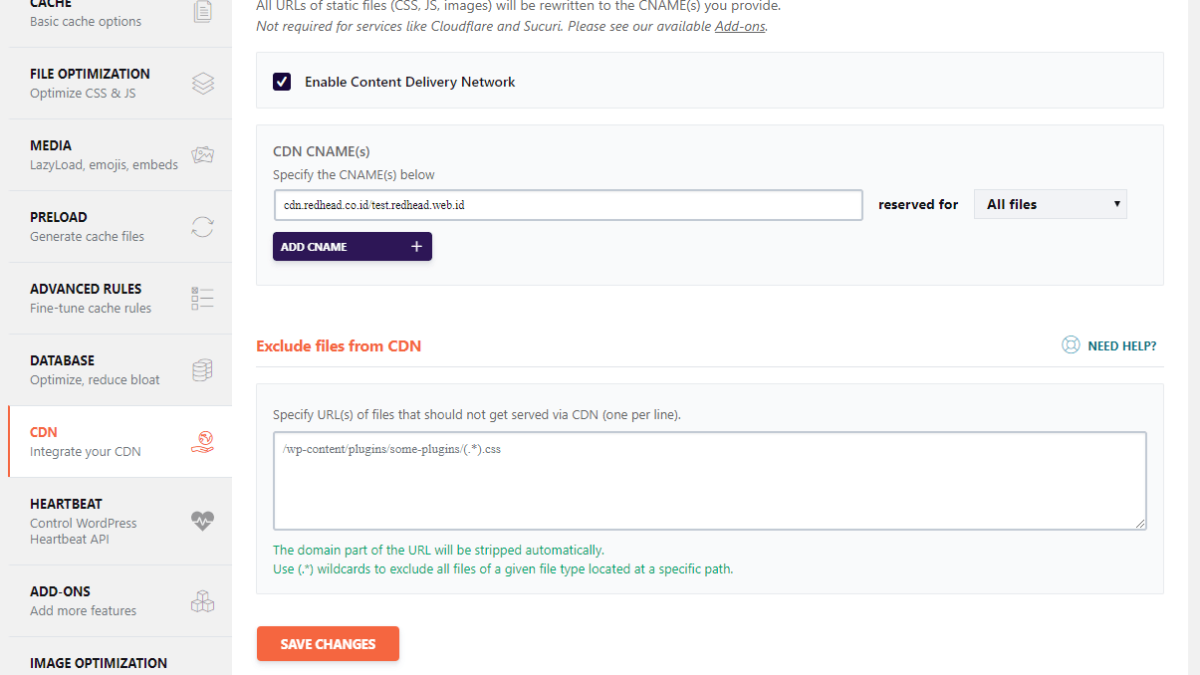 CACHE
Basic cache options
FILE OPTIMIZATION
Optimize CSS & JS
MEDIA
LazyLoad, emojis, embeds
PRELOAD
Generate cache files
ADVANCED RULES
Fine-tune cache rules
DATABASE
Optimize, reduce bloat
CDN
Integrate your CDN
HEARTBEAT
Control WordPress
Heartbeat API
ADD-ONS
Add more features
IMAGE OPTIMIZATION
All URLs of static files (CSS, JS, images) will be rewritten to the CNAME(s) you provide.
Not required for services like Cloudflare and Sucuri. Please see our available Add-ons.
Enable Content Delivery Network
CDN CNAME(s)
Specify the CNAME(s) below
cdn.redhead.co.id/test.redhead.web.id
reserved for
All files
ADD CNAME +
Exclude files from CDN
NEED HELP?
Specify URL(s) of files that should not get served via CDN (one per line).
/wp-content/plugins/some-plugins/(.*).css
The domain part of the URL will be stripped automatically.
Use (.*) wildcards to exclude all files of a given file type located at a specific path.
SAVE CHANGES